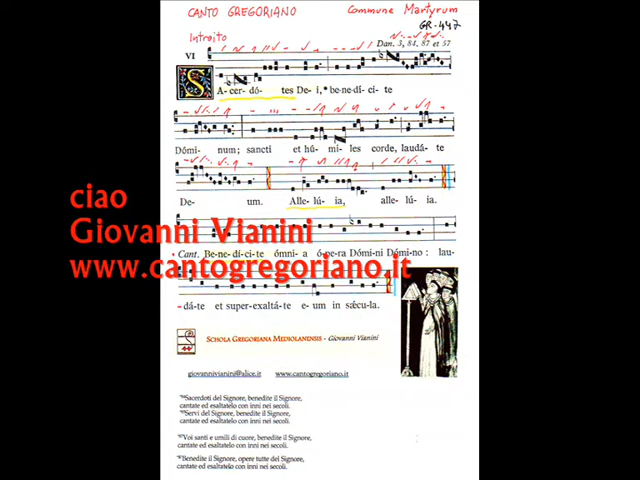 CANTO GREGORIANO
Commune Martyrum
GR. 447
Introito
Dan. 3, 84, 87 et 57
VI
S
A- cer- dó- tes De- i,* be-ne-dí- ci- te
Dómi- num; sancti et hú- mi- les corde, laudá- te
De- um. Alle- lú- ia, alle- lú- ia.
Cant. Be-ne-dí-ci-te ómni- a ópera Dómini Dómino: lau-
-dá-te et super-exaltá-te e-um in sǽcu-la.
ciao
Giovanni Vianini
www.cantogregoriano.it
SCHOLA GREGORIANA MEDIOLANENSIS - Giovanni Vianini
giovannivianini@alice.it www.cantogregoriano.it
Sacerdoti del Signore, benedite il Signore,
cantate ed esaltatelo con inni nei secoli.
Servi del Signore, benedite il Signore,
cantate ed esaltatelo con inni nei secoli.
Voi santi e umili di cuore, benedite il Signore,
cantate ed esaltatelo con inni nei secoli.
Benedite il Signore, opere tutte del Signore,
cantate ed esaltatelo con inni nei secoli.